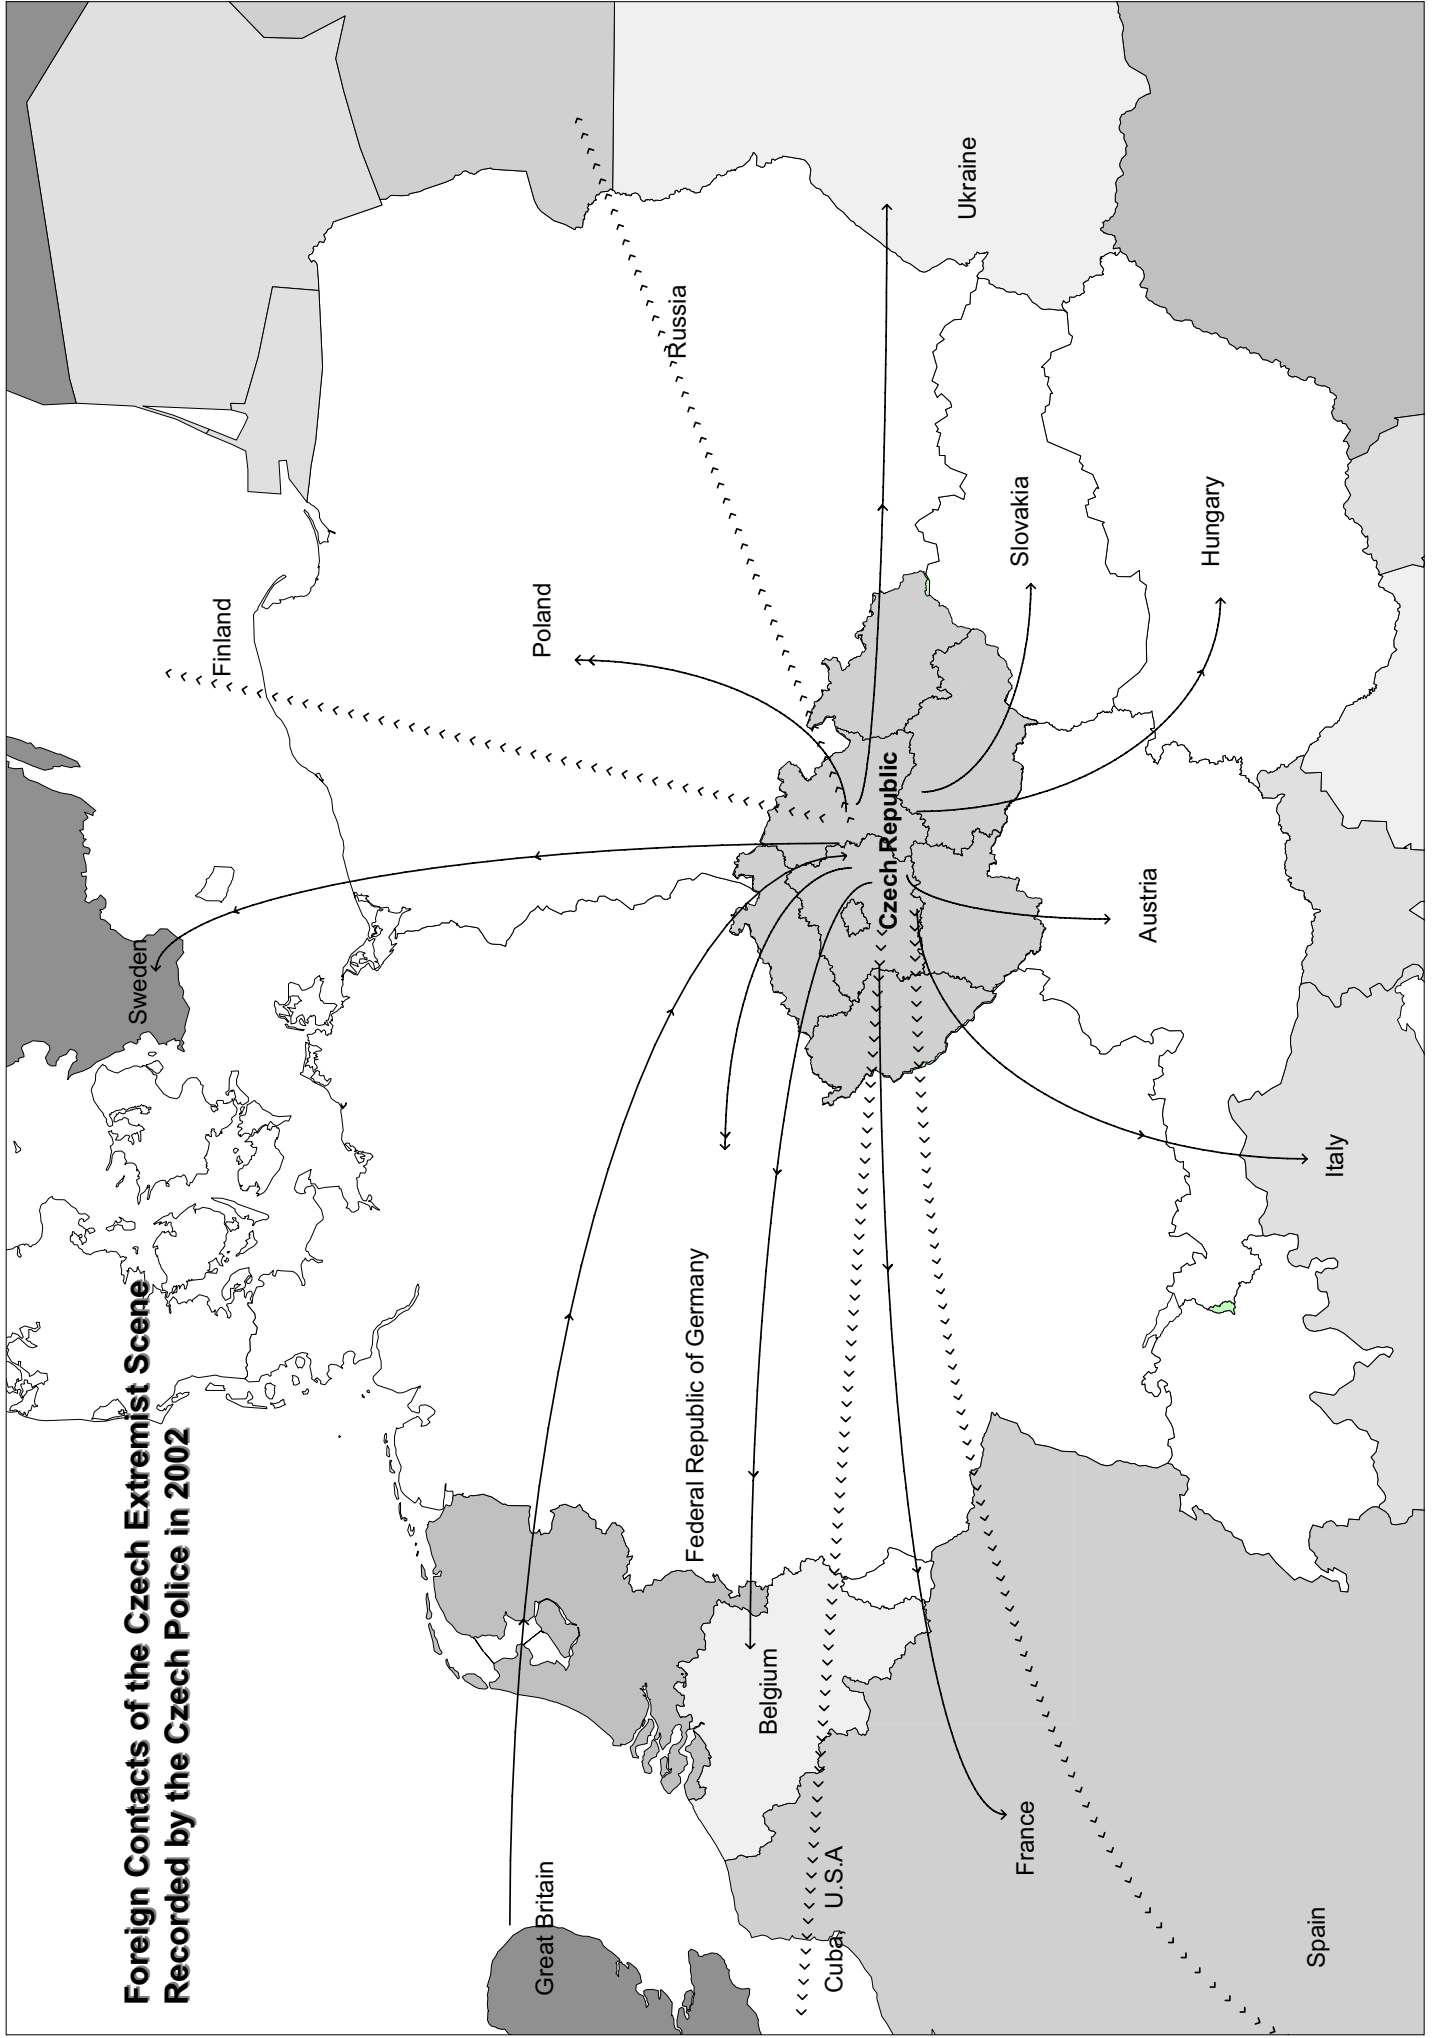 Foreign Contacts of the Czech Extremist Scene
Recorded by the Czech Police in 2002
Sweden
Finland
Great Britain
Poland
Russia
Federal Republic of Germany
Belgium
Cuba, U.S.A
Czech Republic
Ukraine
France
Slovakia
Austria
Hungary
Spain
Italy